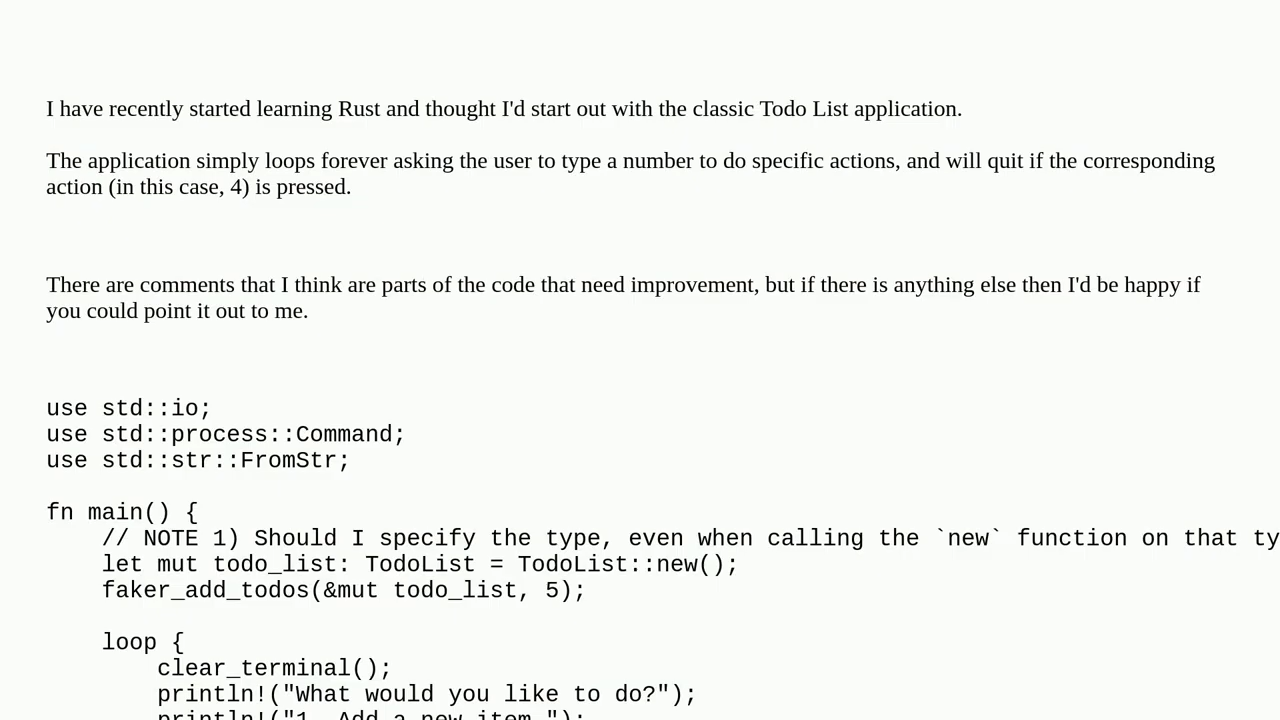 I have recently started learning Rust and thought I'd start out with the classic Todo List application.
The application simply loops forever asking the user to type a number to do specific actions, and will quit if the corresponding
action (in this case, 4) is pressed.
There are comments that I think are parts of the code that need improvement, but if there is anything else then I'd be happy if
you could point it out to me.
use std::io;
use std::process::Command;
use std::str::FromStr;
fn main() {
    // NOTE 1) Should I specify the type, even when calling the `new` function on that ty
    let mut todo_list: TodoList = TodoList::new();
    faker_add_todos(&mut todo_list, 5);
    loop {
        clear_terminal();
        println!("What would you like to do?");
        println!("1. Add a new item.");